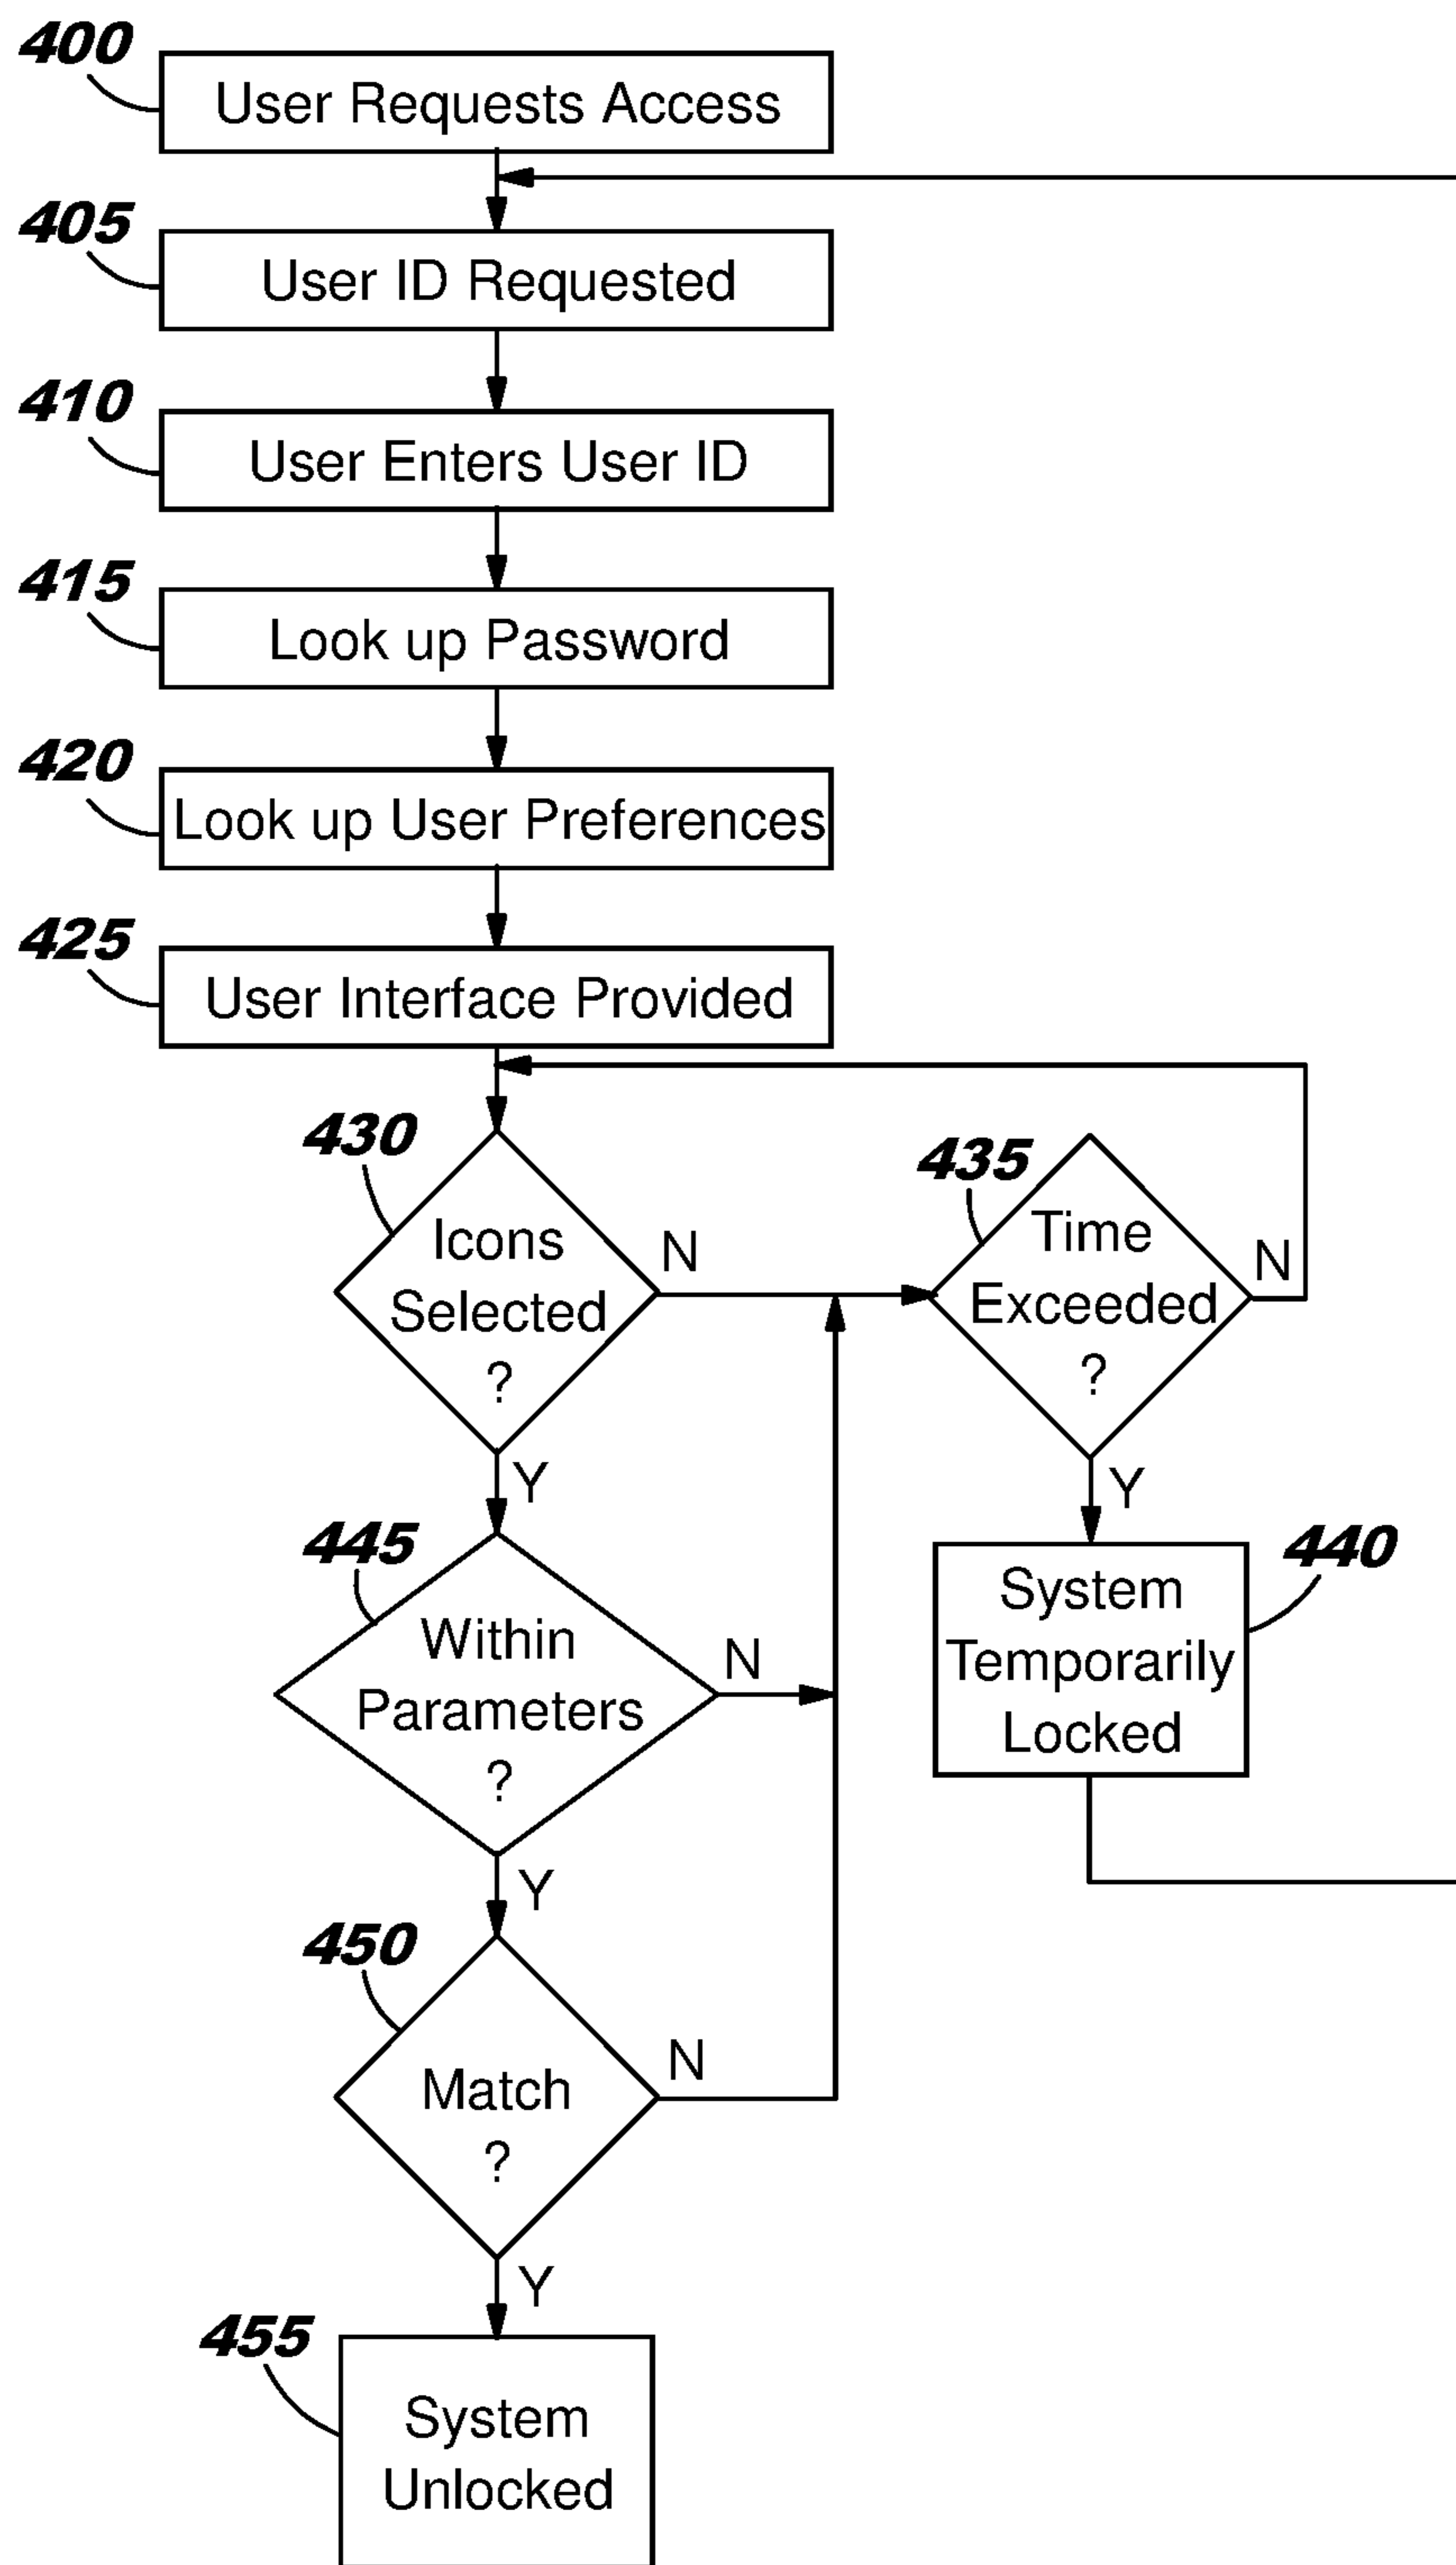 400
User Requests Access
405
User ID Requested
410
User Enters User ID
415
Look up Password
420
Look up User Preferences
425
User Interface Provided
430
Icons
Selected
?
N
Y
435
Time
Exceeded
?
N
Y
440
System
Temporarily
Locked
445
Within
Parameters
?
N
Y
450
Match
?
N
Y
455
System
Unlocked